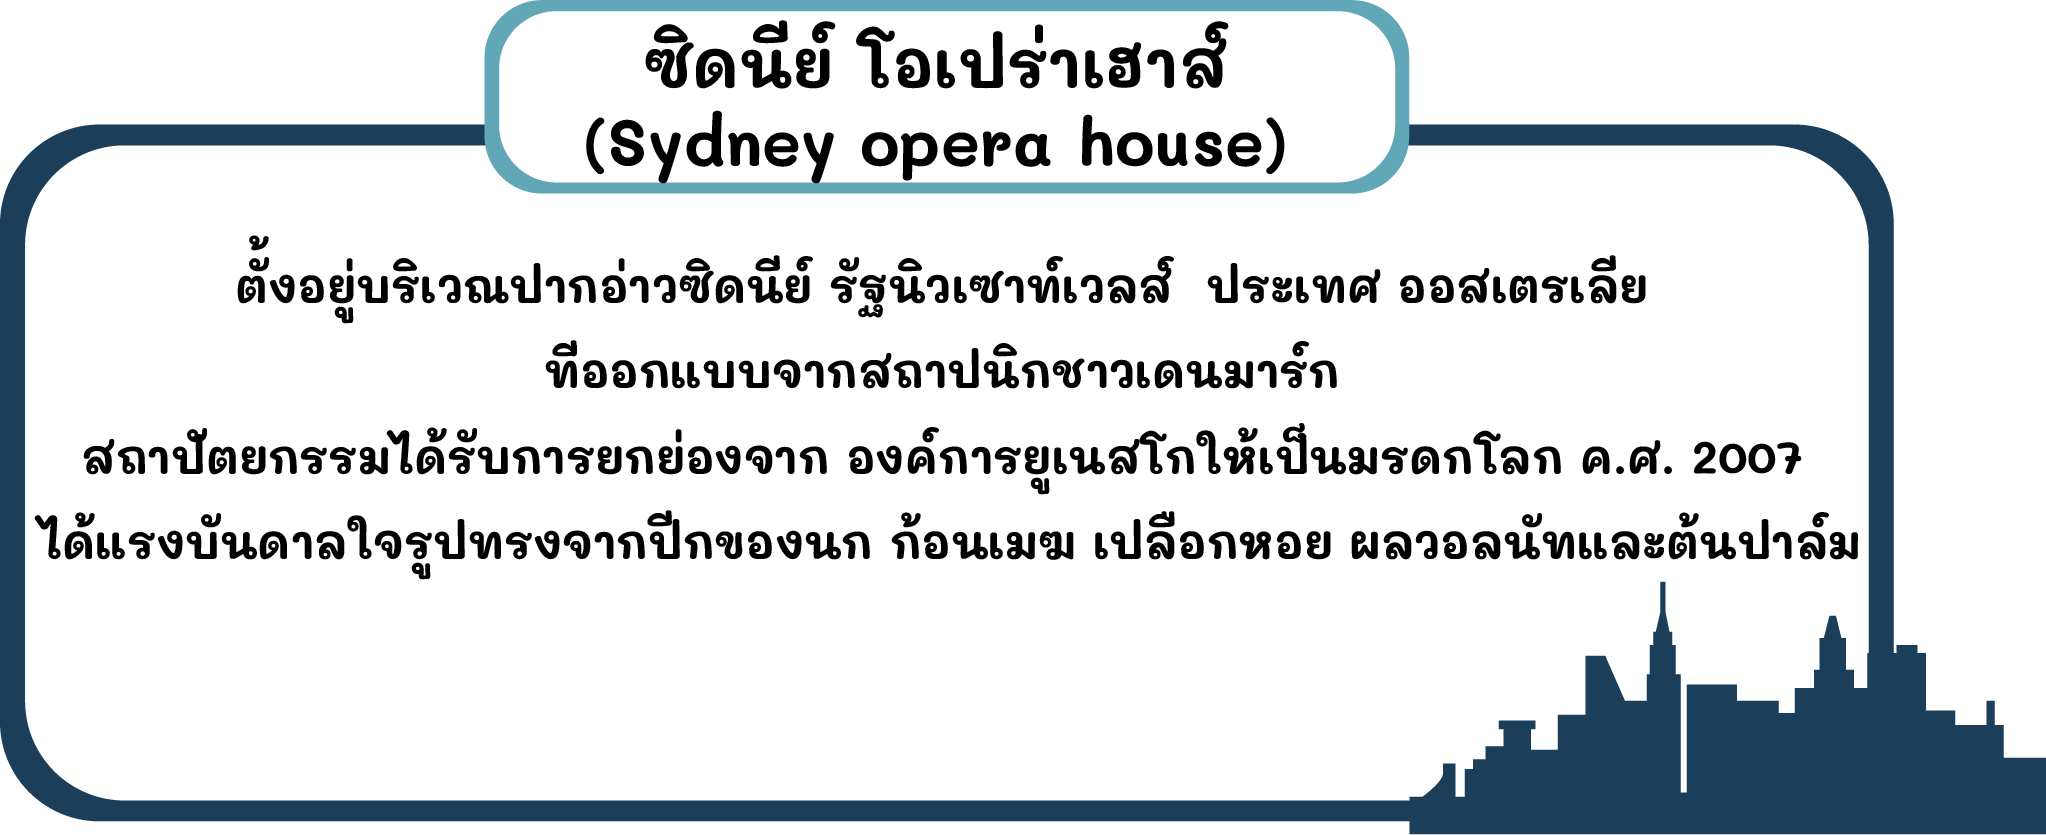 ซิดนีย์ โอเปร่าเฮาส์
(Sydney opera house)
ตั้งอยู่บริเวณปากอ่าวซิดนีย์ รัฐนิวเซาท์เวลส์  ประเทศ ออสเตรเลีย
ที่ออกแบบจากสถาปนิกชาวเดนมาร์ก
สถาปัตยกรรมได้รับการยกย่องจาก องค์การยูเนสโกให้เป็นมรดกโลก ค.ศ. 2007
ได้แรงบันดาลใจรูปทรงจากปีกของนก ก้อนเมฆ เปลือกหอย ผลวอลนัทและต้นปาล์ม